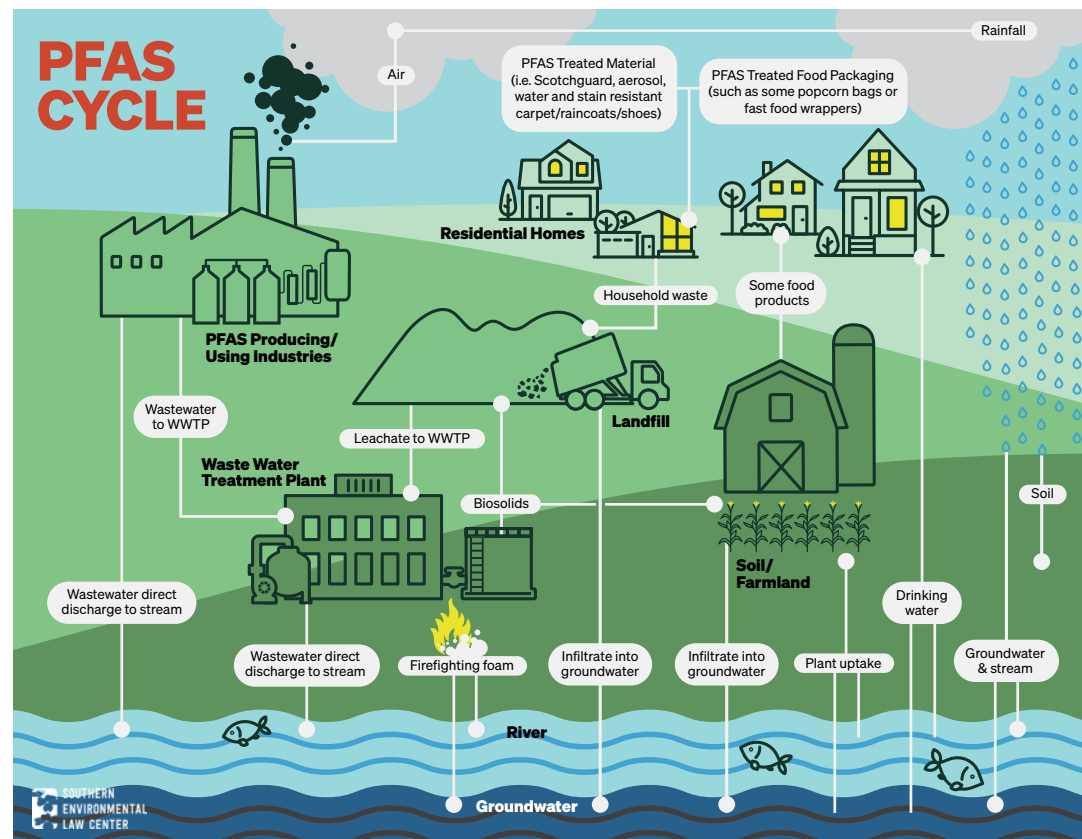 PFAS
CYCLE
Air
Rainfall
PFAS Treated Material
(i.e. Scotchguard, aerosol,
water and stain resistant
carpet/raincoats/shoes)
PFAS Treated Food Packaging
(such as some popcorn bags or
fast food wrappers)
Residential Homes
Household waste
Some food
products
PFAS Producing/
Using Industries
Wastewater
to WWTP
Leachate to WWTP
Landfill
Waste Water
Treatment Plant
Biosolids
Soil
Soil/
Farmland
Wastewater direct
discharge to stream
Drinking
water
Wastewater direct
discharge to stream
Firefighting foam
Infiltrate into
groundwater
Infiltrate into
groundwater
Plant uptake
Groundwater
& stream
River
Groundwater
SOUTHERN
ENVIRONMENTAL
LAW CENTER